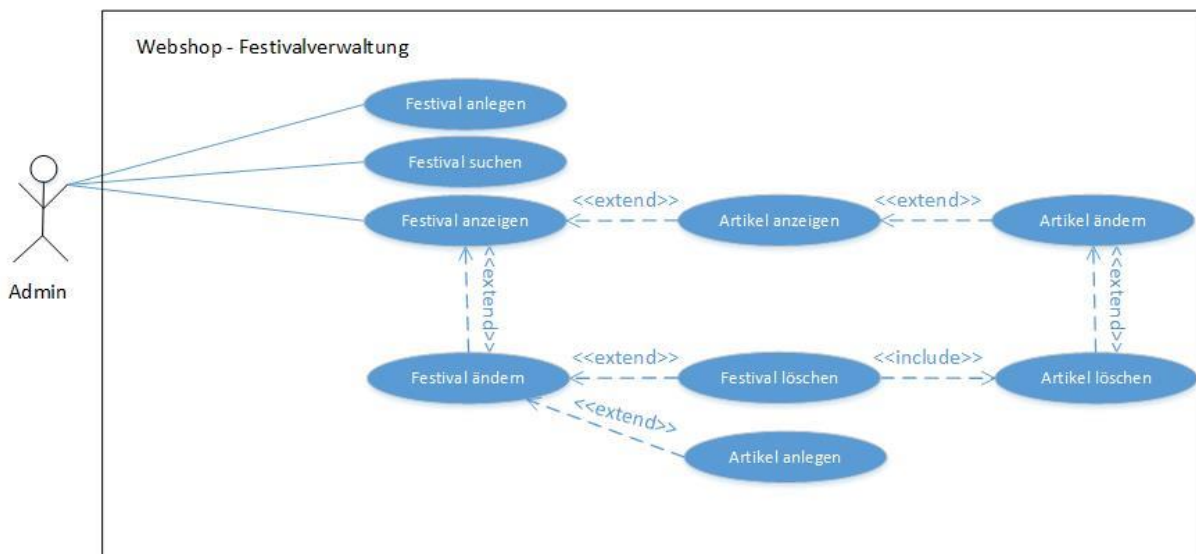 Webshop - Festivalverwaltung
Festival anlegen
Festival suchen
Festival anzeigen
<<extend>>
Artikel anzeigen
<<extend>>
Artikel ändern
Admin
<<extend>>
<<extend>>
Festival ändern
<<extend>>
Festival löschen
<<include>>
Artikel löschen
<<extend>>
Artikel anlegen